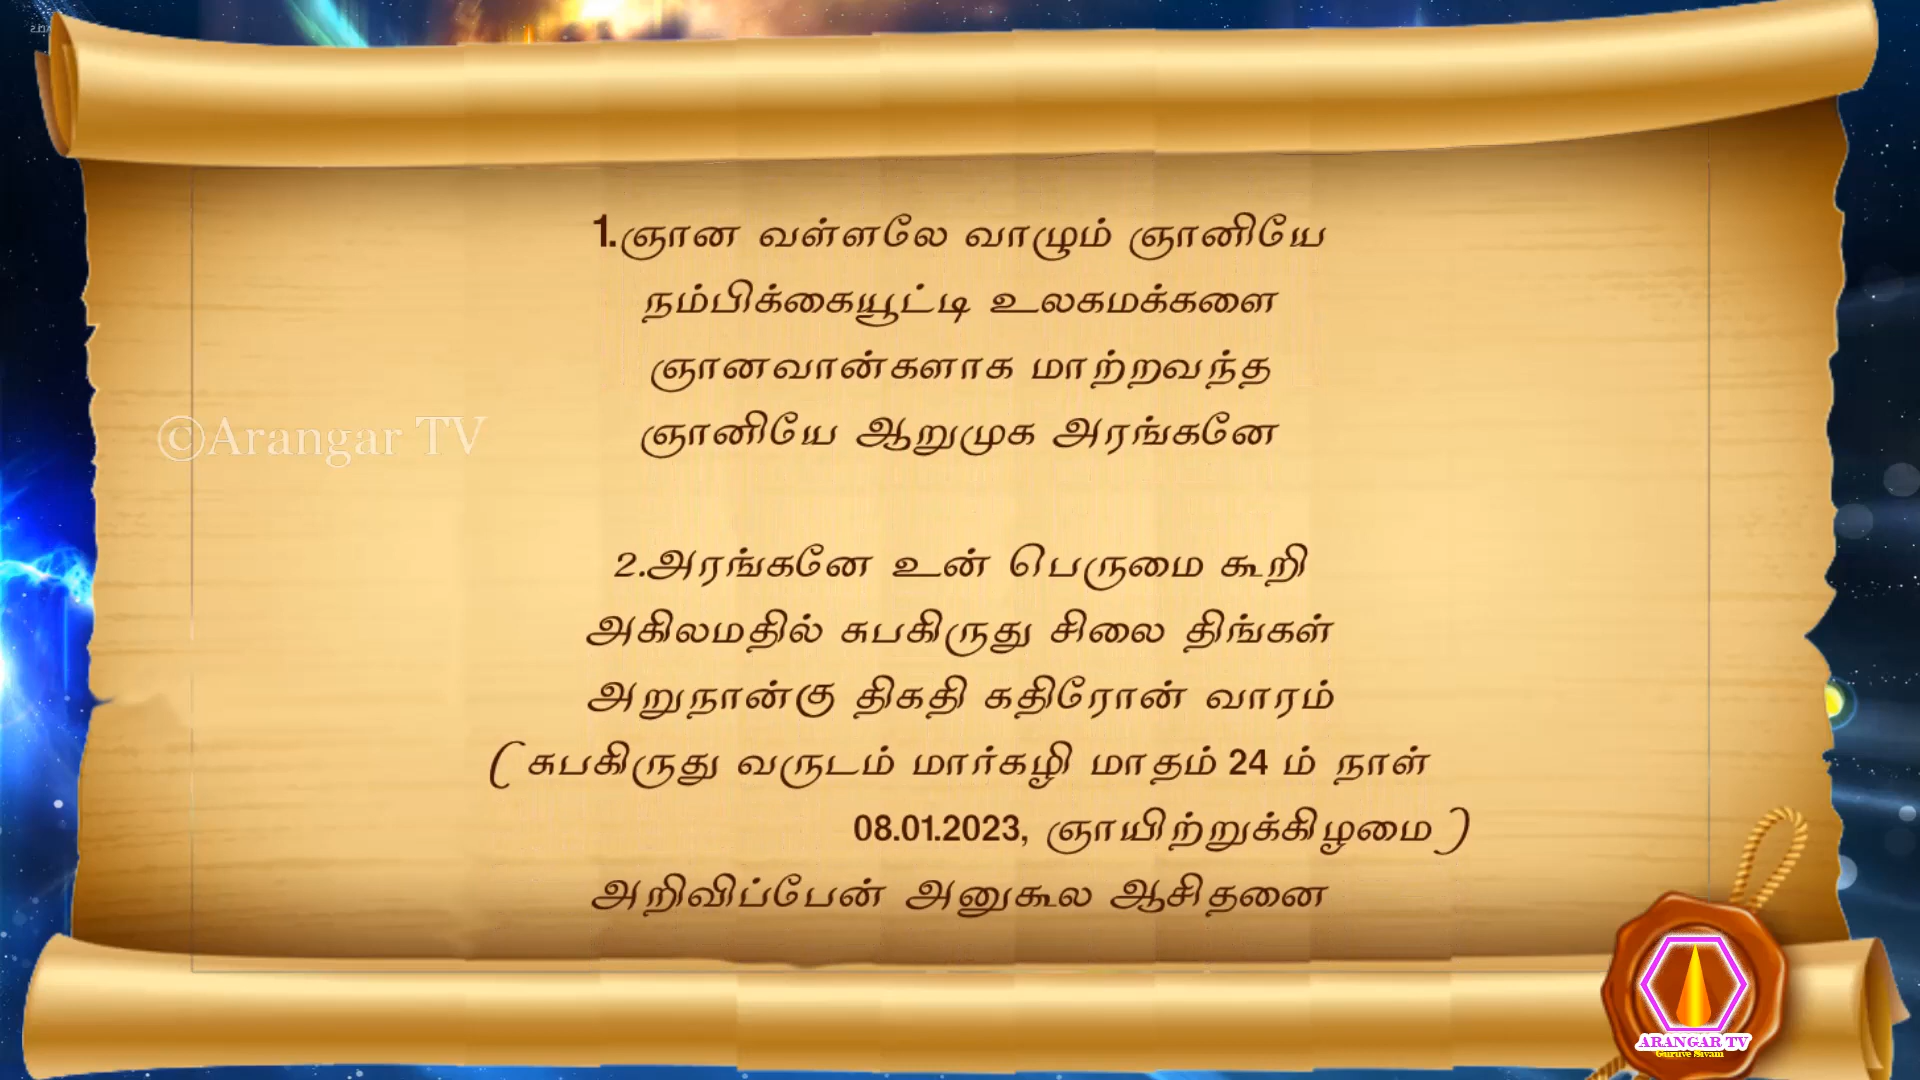 1.ஞான வள்ளலே வாழும் ஞானியே
நம்பிக்கையூட்டி உலகமக்களை
ஞானவான்களாக மாற்றவந்த
ஞானியே ஆறுமுக அரங்கனே
©Arangar TV
2.அரங்கனே உன் பெருமை கூறி
அகிலமதில் சுபகிருது சிலை திங்கள்
அறுநான்கு திகதி கதிரோன் வாரம்
( சுபகிருது வருடம் மார்கழி மாதம் 24 ம் நாள்
08.01.2023, ஞாயிற்றுக்கிழமை )
அறிவிப்பேன் அனுகூல ஆசிதனை
ARANGAR TV
Guruve Sivam